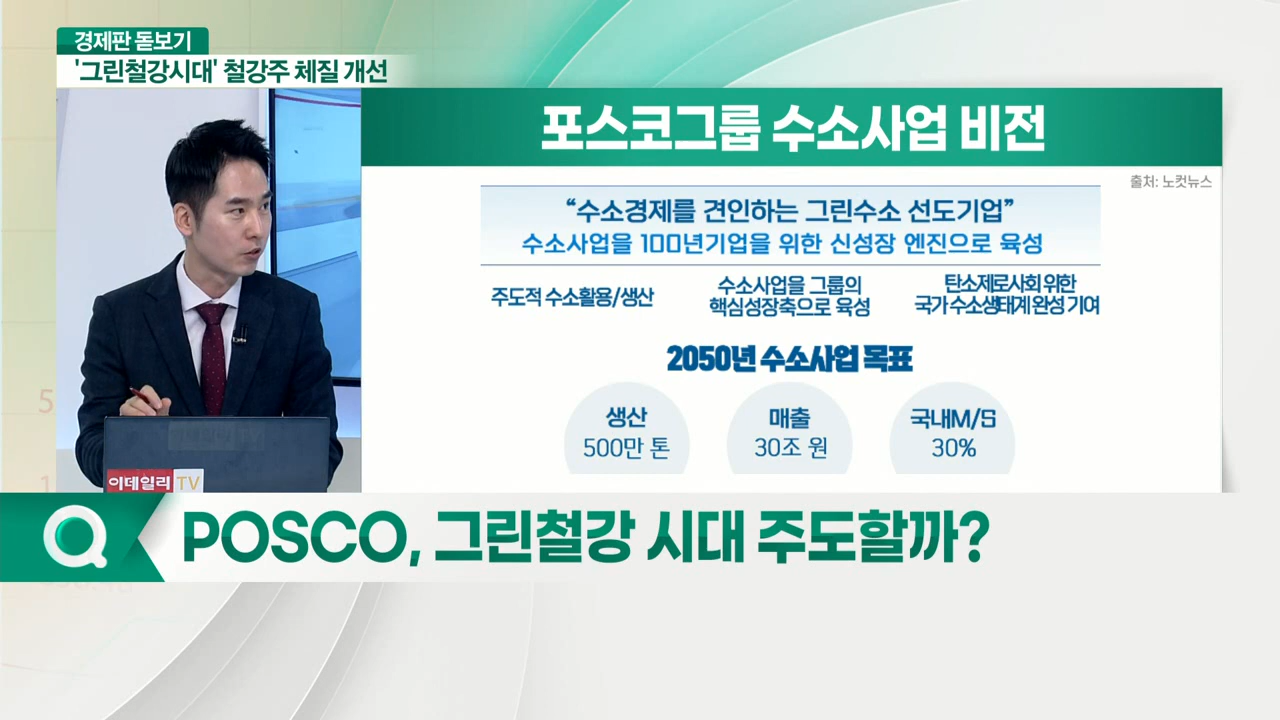 경제판 돋보기
'그린철강시대' 철강주 체질 개선
포스코그룹 수소사업 비전
출처: 노컷뉴스
“수소경제를 견인하는 그린수소 선도기업”
수소사업을 100년기업을 위한 신성장 엔진으로 육성
주도적 수소활용/생산
수소사업을 그룹의
핵심성장축으로 육성
탄소제로사회 위한
국가 수소생태계 완성 기여
2050년 수소사업 목표
생산
500만 톤
매출
30조 원
국내M/S
30%
이데일리 TV
Q
POSCO, 그린철강 시대 주도할까?